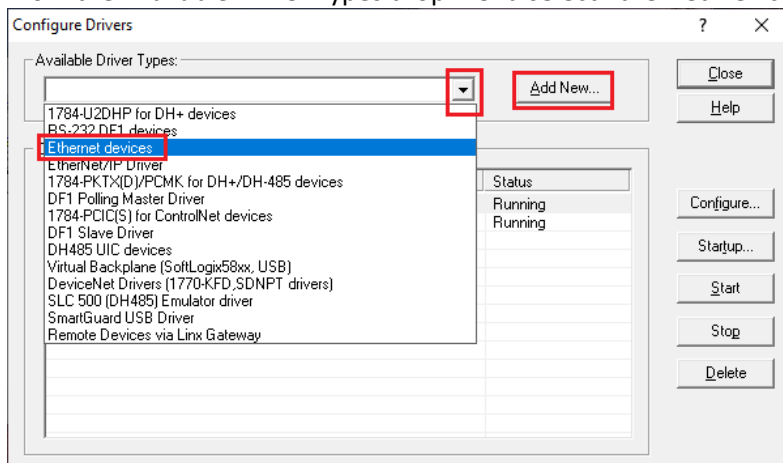 Configure Drivers
? X
Available Driver Types:
Close
Add New...
Help
1784-U2DHP for DH+ devices
RS-232 DF1 devices
Ethernet devices
EtherNet/IP Driver
1784-PKTX(D)/PCMK for DH+/DH-485 devices
Status
DF1 Polling Master Driver
Running
Configure...
1784-PCIC(S) for ControlNet devices
Running
DF1 Slave Driver
DH485 UIC devices
Startup...
Virtual Backplane (SoftLogix58xx, USB)
DeviceNet Drivers (1770-KFD,SDNPT drivers)
Start
SLC 500 (DH485) Emulator driver
SmartGuard USB Driver
Stop
Remote Devices via Linx Gateway
Delete